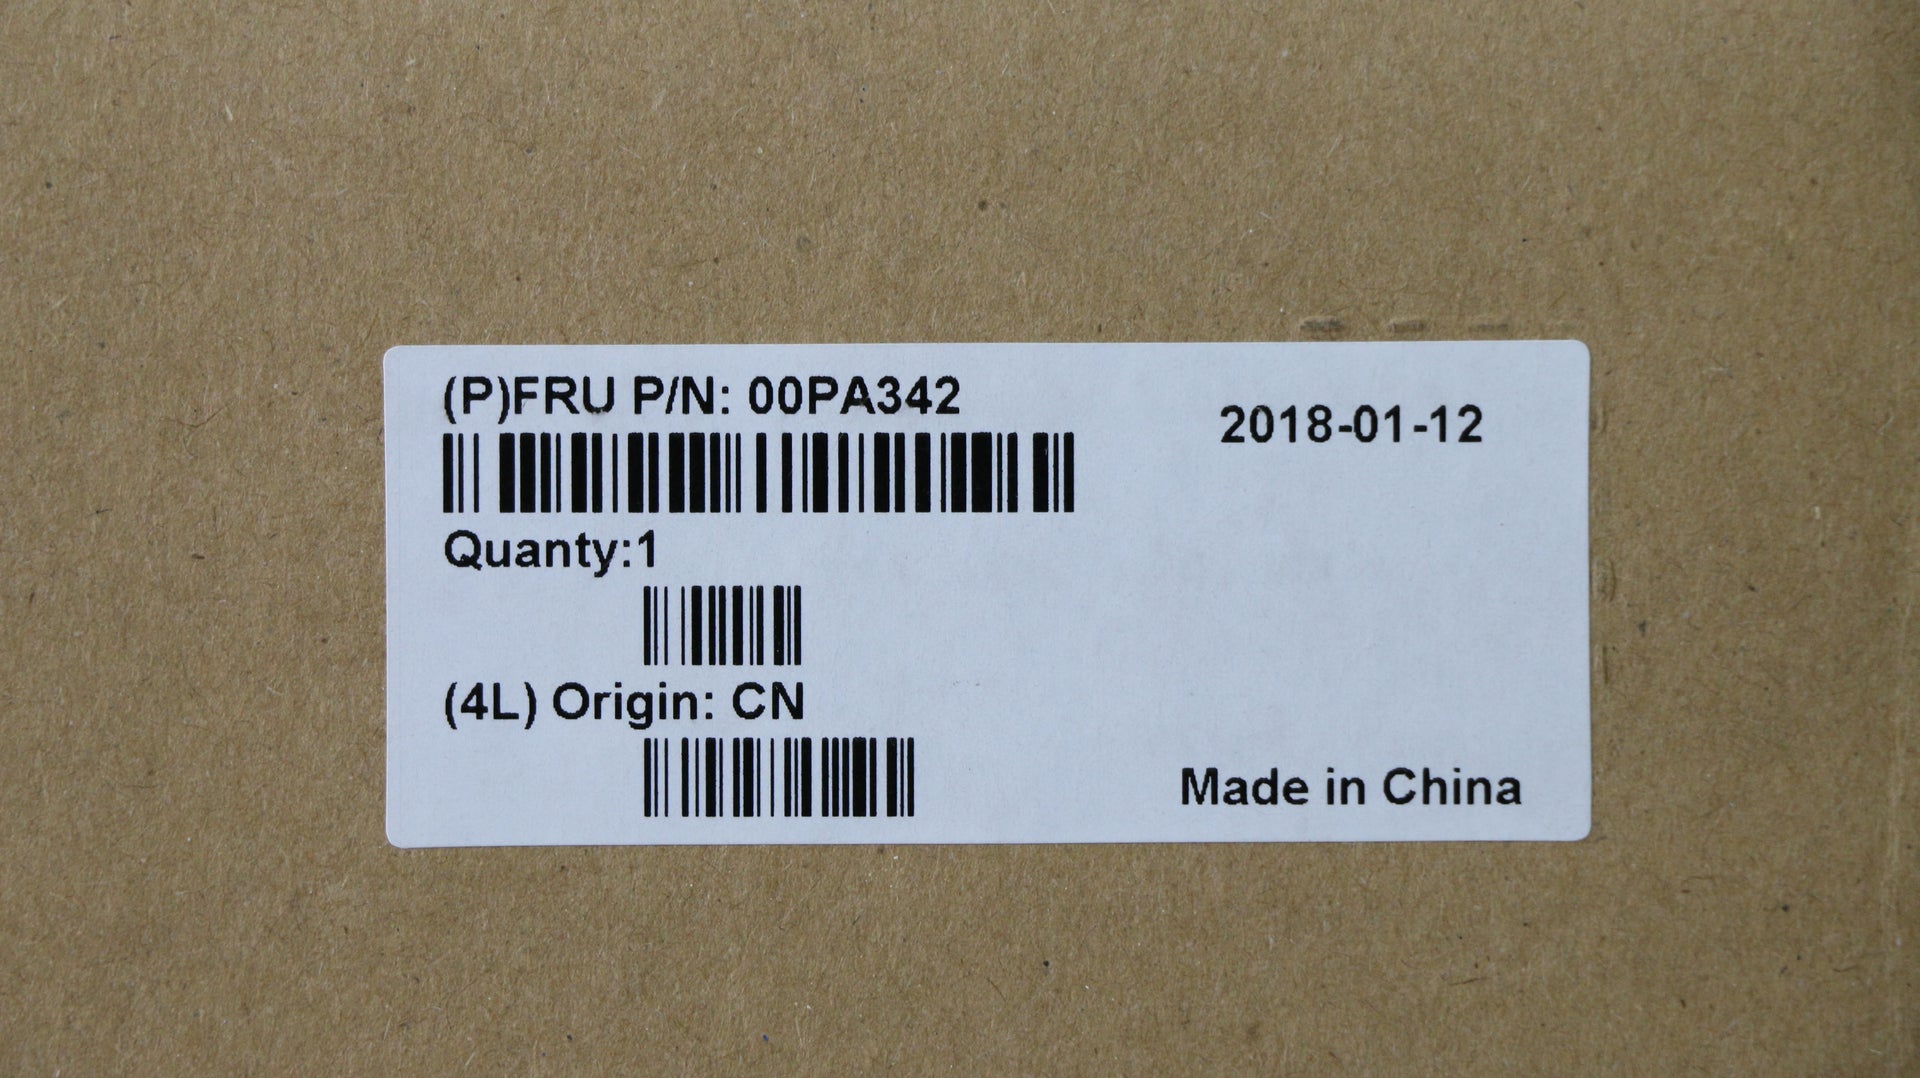 (P)FRU P/N: 00PA342
2018-01-12
Quanty:1
(4L) Origin: CN
Made in China